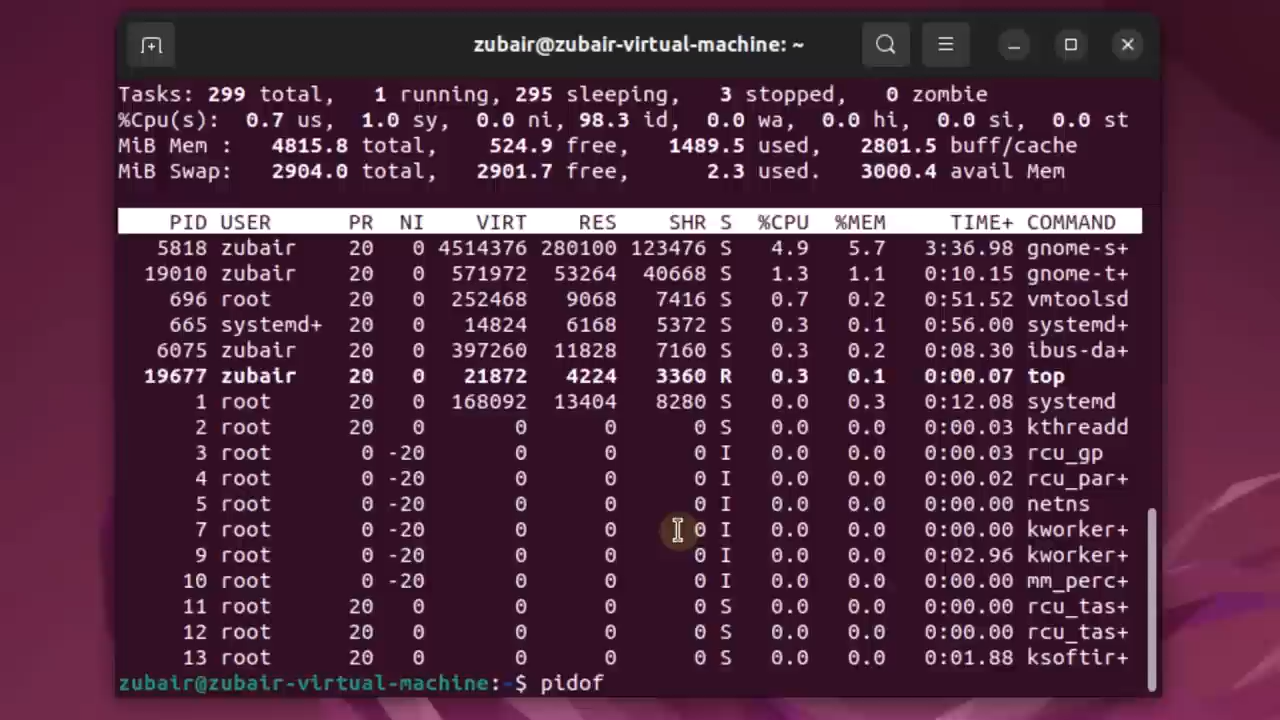 zubair@zubair-virtual-machine: ~
Tasks: 299 total,   1 running, 295 sleeping,   3 stopped,   0 zombie
%Cpu(s):  0.7 us,  1.0 sy,  0.0 ni, 98.3 id,  0.0 wa,  0.0 hi,  0.0 si,  0.0 st
MiB Mem :   4815.8 total,    524.9 free,   1489.5 used,   2801.5 buff/cache
MiB Swap:   2904.0 total,   2901.7 free,      2.3 used.   3000.4 avail Mem
PID USER      PR  NI    VIRT    RES    SHR S  %CPU  %MEM     TIME+ COMMAND
5818 zubair    20   0 4514376 280100 123476 S   4.9   5.7   3:36.98 gnome-s+
19010 zubair    20   0  571972  53264  40668 S   1.3   1.1   0:10.15 gnome-t+
696 root      20   0  252468   9068   7416 S   0.7   0.2   0:51.52 vmtoolsd
665 systemd+  20   0   14824   6168   5372 S   0.3   0.1   0:56.00 systemd+
6075 zubair    20   0  397260  11828   7160 S   0.3   0.2   0:08.30 ibus-da+
19677 zubair    20   0   21872   4224   3360 R   0.3   0.1   0:00.07 top
1 root      20   0  168092  13404   8280 S   0.0   0.3   0:12.08 systemd
2 root      20   0       0      0      0 S   0.0   0.0   0:00.03 kthreadd
3 root       0 -20       0      0      0 I   0.0   0.0   0:00.03 rcu_gp
4 root       0 -20       0      0      0 I   0.0   0.0   0:00.02 rcu_par+
5 root       0 -20       0      0      0 I   0.0   0.0   0:00.00 netns
7 root       0 -20       0      0      0 I   0.0   0.0   0:00.00 kworker+
9 root       0 -20       0      0      0 I   0.0   0.0   0:02.96 kworker+
10 root       0 -20       0      0      0 I   0.0   0.0   0:00.00 mm_perc+
11 root      20   0       0      0      0 S   0.0   0.0   0:00.00 rcu_tas+
12 root      20   0       0      0      0 S   0.0   0.0   0:00.00 rcu_tas+
13 root      20   0       0      0      0 S   0.0   0.0   0:01.88 ksoftir+
zubair@zubair-virtual-machine:~$ pidof